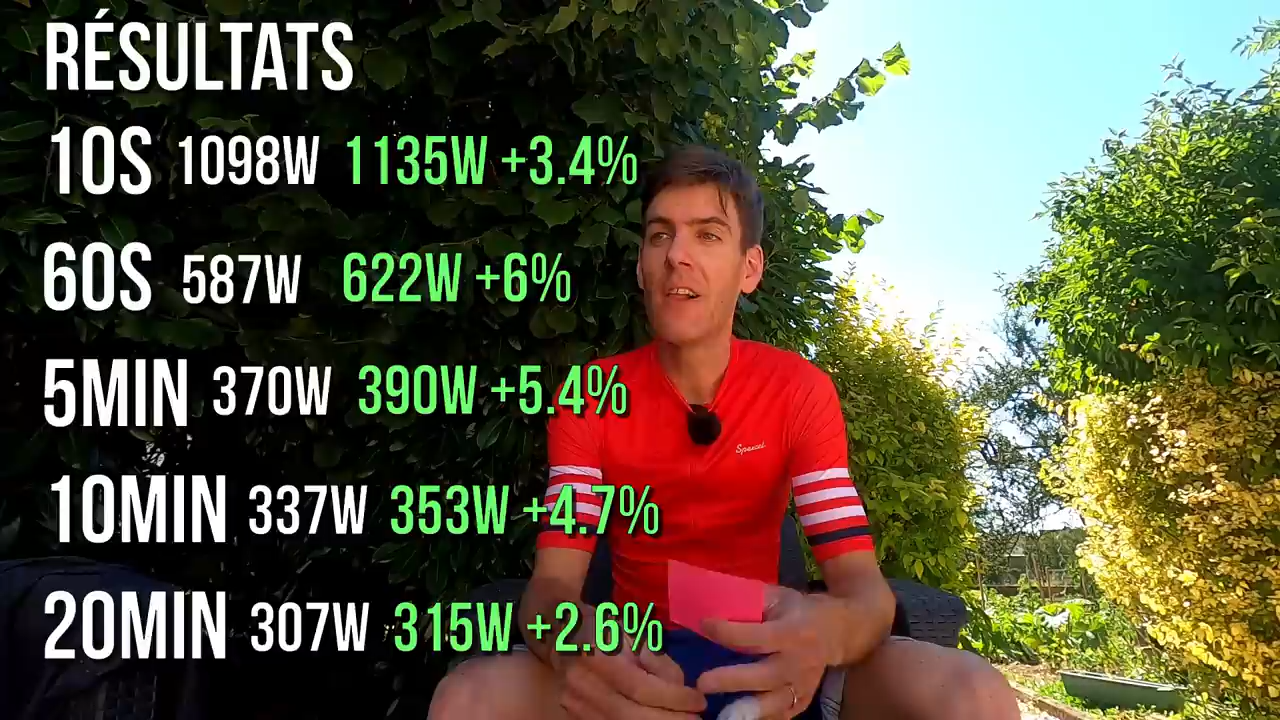 RÉSULTATS
10S 1098W 1135W +3.4%
60S 587W 622W +6%
5MIN 370W 390W +5.4%
10MIN 337W 353W +4.7%
20MIN 307W 315W +2.6%